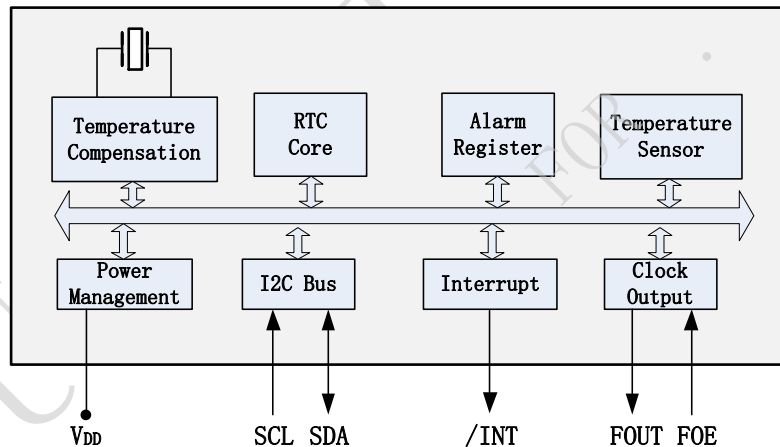 Temperature
Compensation
RTC
Core
Alarm
Register
Temperature
Sensor
Power
Management
I2C Bus
Interrupt
Clock
Output
VDD
SCL SDA
/INT
FOUT FOE
FOR